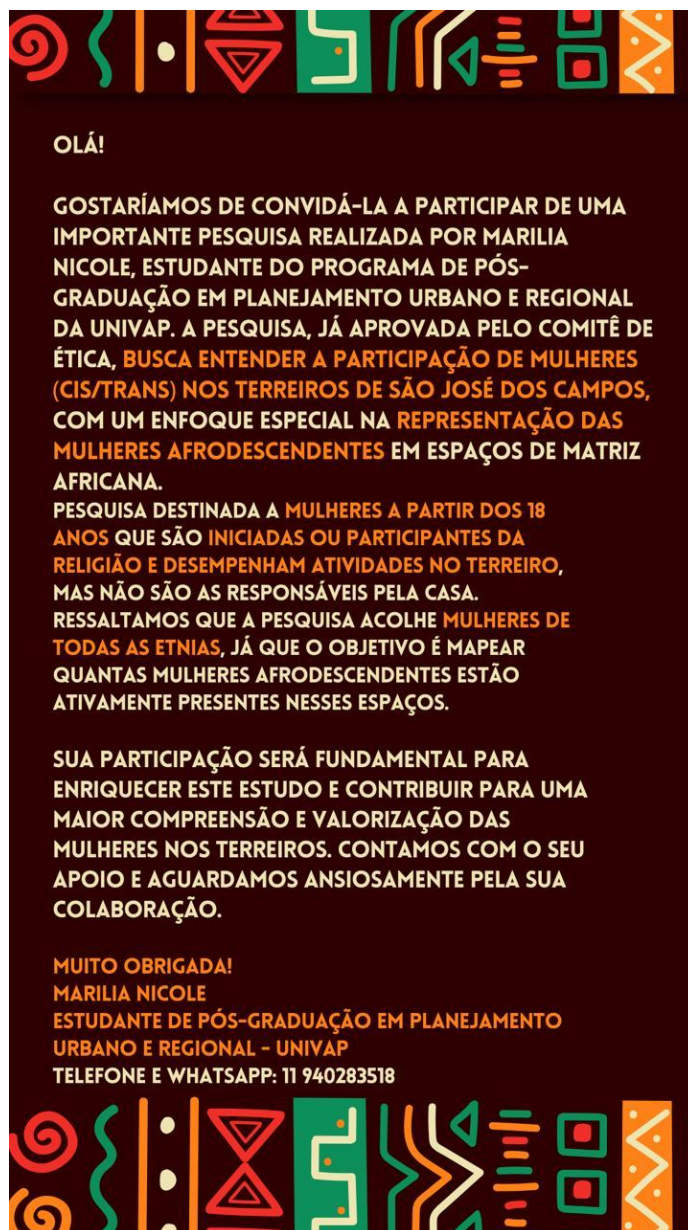 OLÁ!
GOSTARÍAMOS DE CONVIDÁ-LA A PARTICIPAR DE UMA
IMPORTANTE PESQUISA REALIZADA POR MARILIA
NICOLE, ESTUDANTE DO PROGRAMA DE PÓS-
GRADUAÇÃO EM PLANEJAMENTO URBANO E REGIONAL
DA UNIVAP. A PESQUISA, JÁ APROVADA PELO COMITÊ DE
ÉTICA, BUSCA ENTENDER A PARTICIPAÇÃO DE MULHERES
(CIS/TRANS) NOS TERREIROS DE SÃO JOSÉ DOS CAMPOS,
COM UM ENFOQUE ESPECIAL NA REPRESENTAÇÃO DAS
MULHERES AFRODESCENDENTES EM ESPAÇOS DE MATRIZ
AFRICANA.
PESQUISA DESTINADA A MULHERES A PARTIR DOS 18
ANOS QUE SÃO INICIADAS OU PARTICIPANTES DA
RELIGIÃO E DESEMPENHAM ATIVIDADES NO TERREIRO,
MAS NÃO SÃO AS RESPONSÁVEIS PELA CASA.
RESSALTAMOS QUE A PESQUISA ACOLHE MULHERES DE
TODAS AS ETNIAS, JÁ QUE O OBJETIVO É MAPEAR
QUANTAS MULHERES AFRODESCENDENTES ESTÃO
ATIVAMENTE PRESENTES NESSES ESPAÇOS.
SUA PARTICIPAÇÃO SERÁ FUNDAMENTAL PARA
ENRIQUECER ESTE ESTUDO E CONTRIBUIR PARA UMA
MAIOR COMPREENSÃO E VALORIZAÇÃO DAS
MULHERES NOS TERREIROS. CONTAMOS COM O SEU
APOIO E AGUARDAMOS ANSIOSAMENTE PELA SUA
COLABORAÇÃO.
MUITO OBRIGADA!
MARILIA NICOLE
ESTUDANTE DE PÓS-GRADUAÇÃO EM PLANEJAMENTO
URBANO E REGIONAL - UNIVAP
TELEFONE E WHATSAPP: 11 940283518